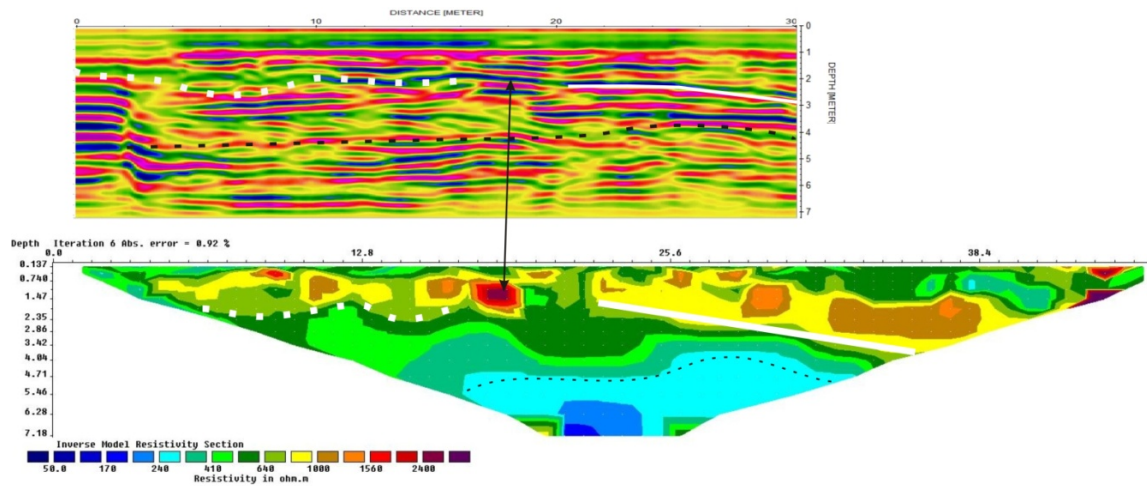 DISTANCE [METER]
0 10 20 30
0
1
2
3
4
5
6
7
DEPTH [METER]
Depth Iteration 6 Abs. error = 0.92 %
0.0 12.8 25.6 38.4
0.137
0.740
1.47
2.35
2.86
3.42
4.04
4.71
5.46
6.28
7.18
Inverse Model Resistivity Section
50.0 170 240 410 640 1000 1560 2400
Resistivity in ohm.m